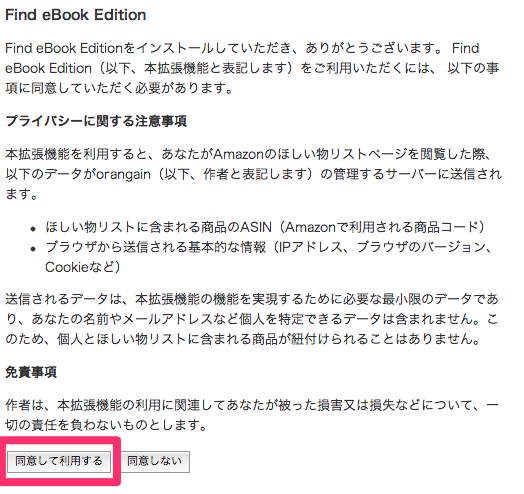 Find eBook Edition
Find eBook Editionをインストールしていただき、ありがとうございます。 Find
eBook Edition（以下、本拡張機能と表記します）をご利用いただくには、 以下の事
項に同意していただく必要があります。
プライバシーに関する注意事項
本拡張機能を利用すると、あなたがAmazonのほしい物リストページを閲覧した際、
以下のデータがorangain（以下、作者と表記します）の管理するサーバーに送信されま
す。
• ほしい物リストに含まれる商品のASIN（Amazonで利用される商品コード）
• ブラウザから送信される基本的な情報（IPアドレス、ブラウザのバージョン、
Cookieなど）
送信されるデータは、本拡張機能の機能を実現するために必要な最小限のデータであ
り、あなたの名前やメールアドレスなど個人を特定できるデータは含まれません。こ
のため、個人とほしい物リストに含まれる商品が紐付けられることはありません。
免責事項
作者は、本拡張機能の利用に関連してあなたが被った損害又は損失などについて、一
切の責任を負わないものとします。
同意して利用する 同意しない